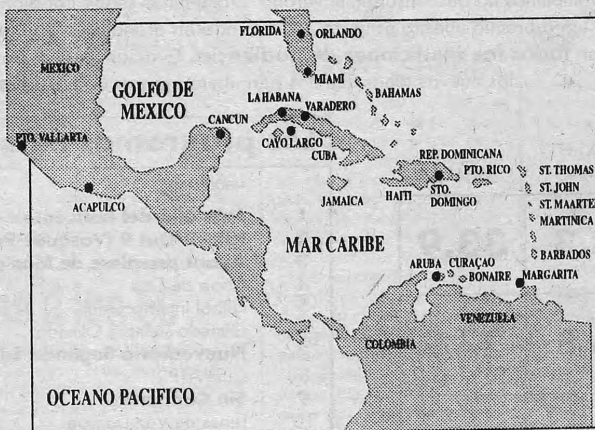 FLORIDA
ORLANDO
MEXICO
MIAMI
GOLFO DE
MEXICO
BAHAMAS
LA HABANA
VARADERO
CANCUN
PTO. VALLARTA
CAYO LARGO
CUBA
REP. DOMINICANA
PTO. RICO
ST. THOMAS
ST. JOHN
ST. MAARTE
MARTINICA
ACAPULCO
JAMAICA
HAITI
STO.
DOMINGO
MAR CARIBE
BARBADOS
ARUBA
CURAÇAO
BONAIRE
MARGARITA
VENEZUELA
COLOMBIA
OCEANO PACIFICO